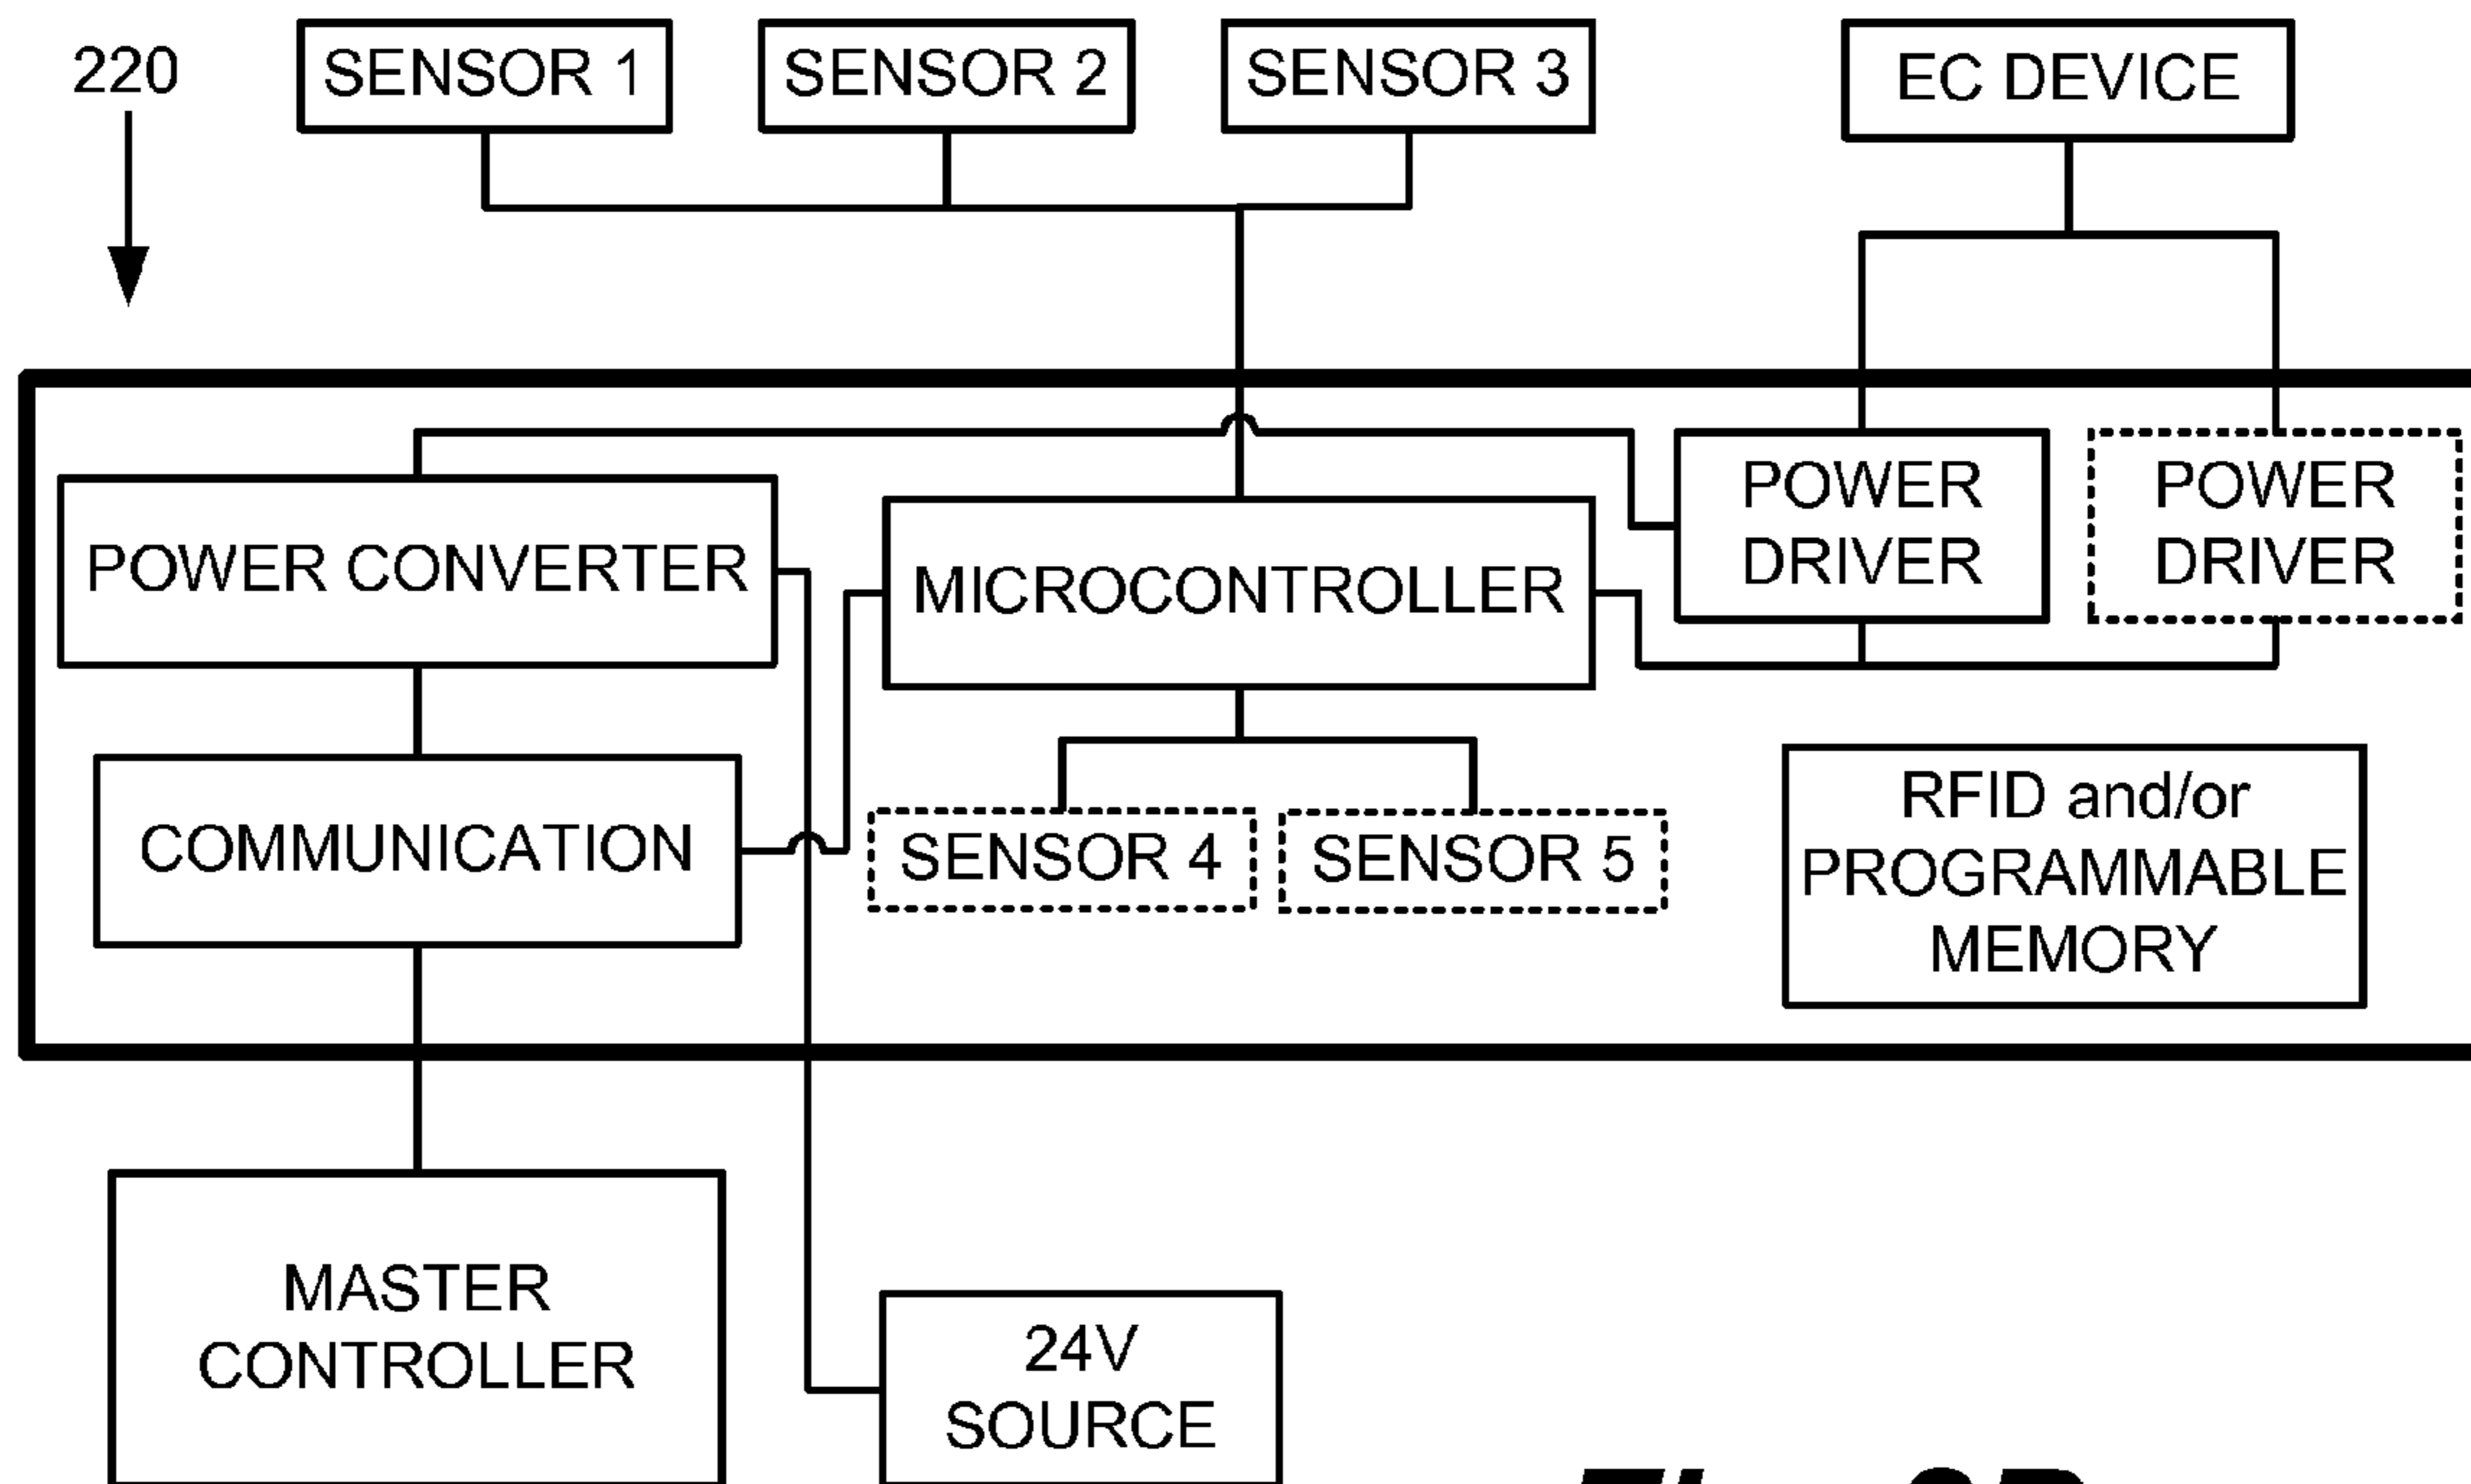 220
SENSOR 1
SENSOR 2
SENSOR 3
EC DEVICE
POWER CONVERTER
MICROCONTROLLER
POWER
DRIVER
POWER
DRIVER
COMMUNICATION
SENSOR 4
SENSOR 5
RFID and/or
PROGRAMMABLE
MEMORY
MASTER
CONTROLLER
24V
SOURCE